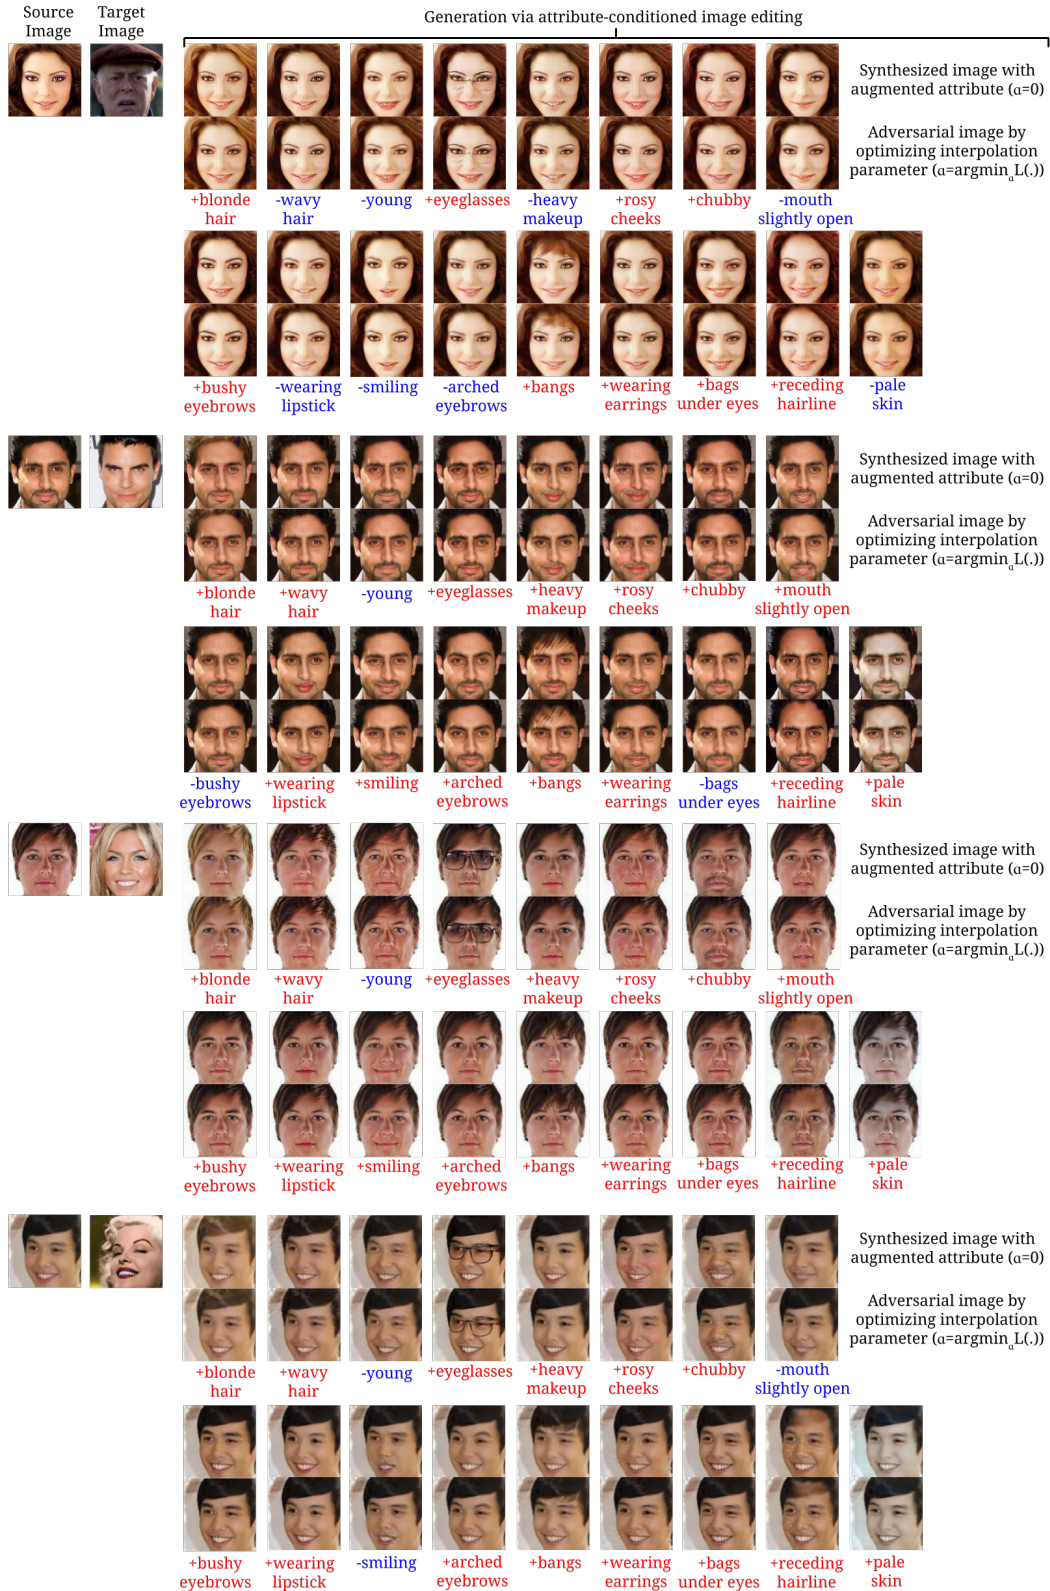 Source
Image
Target
Image
Generation via attribute-conditioned image editing
Synthesized image with
augmented attribute (α=0)
Adversarial image by
optimizing interpolation
parameter (α=argminαL(.))
+blonde
hair
-wavy
hair
-young
+eyeglasses
-heavy
makeup
+rosy
cheeks
+chubby
-mouth
slightly open
+bushy
eyebrows
-wearing
lipstick
-smiling
-arched
eyebrows
+bangs
+wearing
earrings
+bags
under eyes
+receding
hairline
-pale
skin
Synthesized image with
augmented attribute (α=0)
Adversarial image by
optimizing interpolation
parameter (α=argminαL(.))
+blonde
hair
+wavy
hair
-young
+eyeglasses
+heavy
makeup
+rosy
cheeks
+chubby
+mouth
slightly open
-bushy
eyebrows
+wearing
lipstick
+smiling
+arched
eyebrows
+bangs
+wearing
earrings
-bags
under eyes
+receding
hairline
+pale
skin
Synthesized image with
augmented attribute (α=0)
Adversarial image by
optimizing interpolation
parameter (α=argminαL(.))
+blonde
hair
+wavy
hair
-young
+eyeglasses
+heavy
makeup
+rosy
cheeks
+chubby
+mouth
slightly open
+bushy
eyebrows
+wearing
lipstick
+smiling
+arched
eyebrows
+bangs
+wearing
earrings
+bags
under eyes
+receding
hairline
+pale
skin
Synthesized image with
augmented attribute (α=0)
Adversarial image by
optimizing interpolation
parameter (α=argminαL(.))
+blonde
hair
+wavy
hair
-young
+eyeglasses
+heavy
makeup
+rosy
cheeks
+chubby
-mouth
slightly open
+bushy
eyebrows
+wearing
lipstick
-smiling
+arched
eyebrows
+bangs
+wearing
earrings
+bags
under eyes
+receding
hairline
+pale
skin